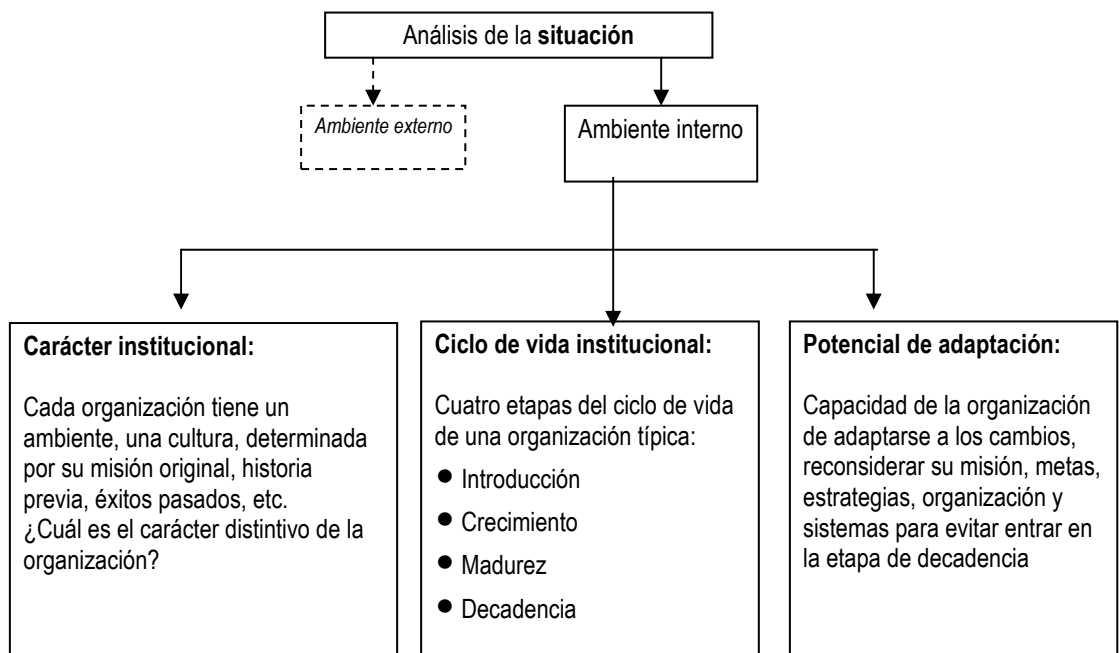 Análisis de la situación
Ambiente externo
Ambiente interno
Carácter institucional:
Cada organización tiene un
ambiente, una cultura, determinada
por su misión original, historia
previa, éxitos pasados, etc.
¿Cuál es el carácter distintivo de la
organización?
Ciclo de vida institucional:
Cuatro etapas del ciclo de vida
de una organización típica:
● Introducción
● Crecimiento
● Madurez
● Decadencia
Potencial de adaptación:
Capacidad de la organización
de adaptarse a los cambios,
reconsiderar su misión, metas,
estrategias, organización y
sistemas para evitar entrar en
la etapa de decadencia